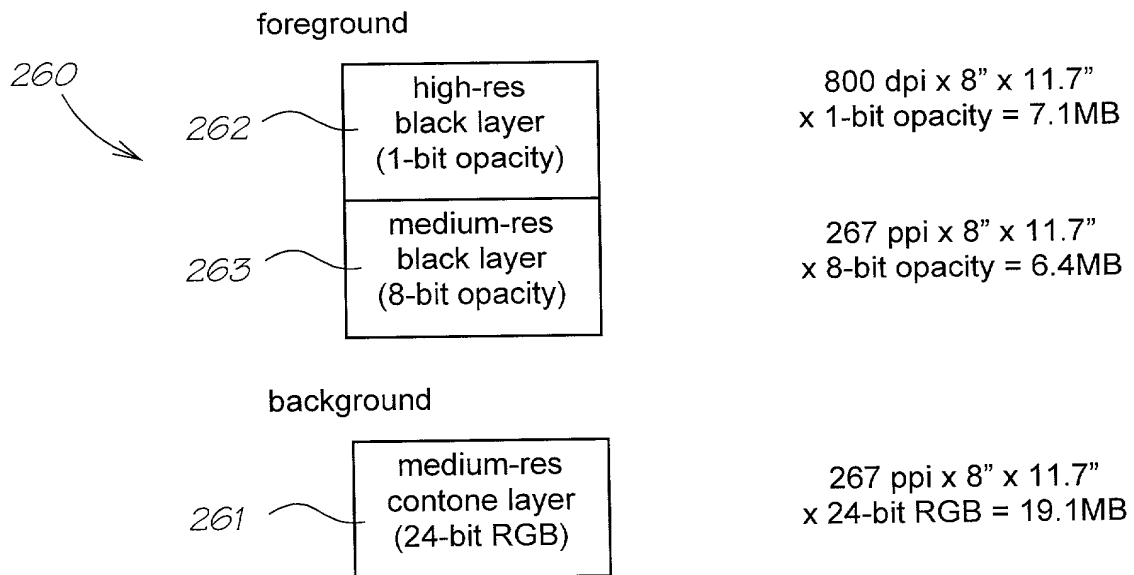 foreground
260
high-res
black layer
(1-bit opacity)
262
800 dpi x 8” x 11.7”
x 1-bit opacity = 7.1MB
medium-res
black layer
(8-bit opacity)
263
267 ppi x 8” x 11.7”
x 8-bit opacity = 6.4MB
background
medium-res
contone layer
(24-bit RGB)
261
267 ppi x 8” x 11.7”
x 24-bit RGB = 19.1MB